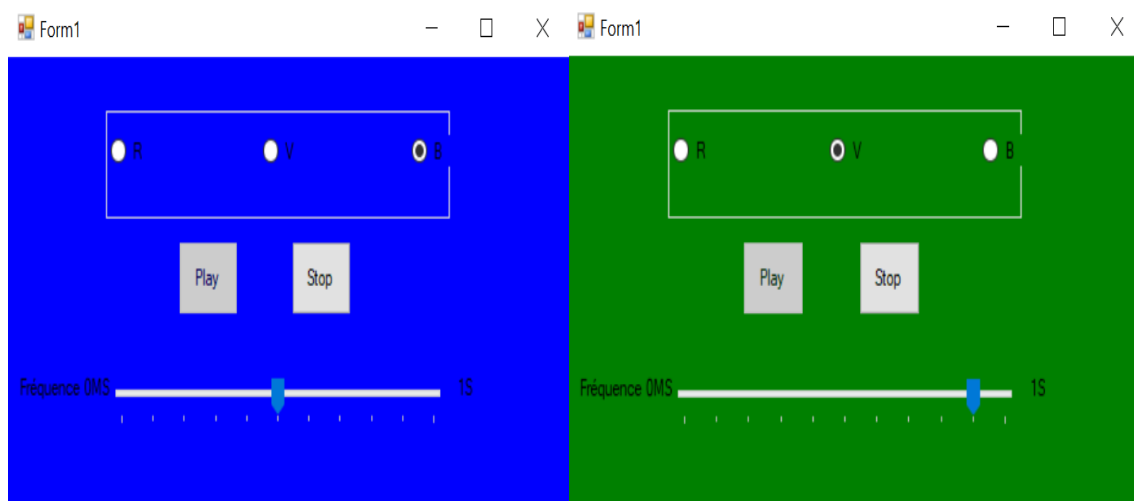 Form1
R V B
Play Stop
Fréquence 0MS 1S
Form1
R V B
Play Stop
Fréquence 0MS 1S